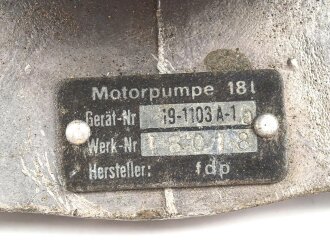 Motorpumpe 18l
Gerät-Nr 19-1103 A-1
Werk-Nr
Hersteller: fdp